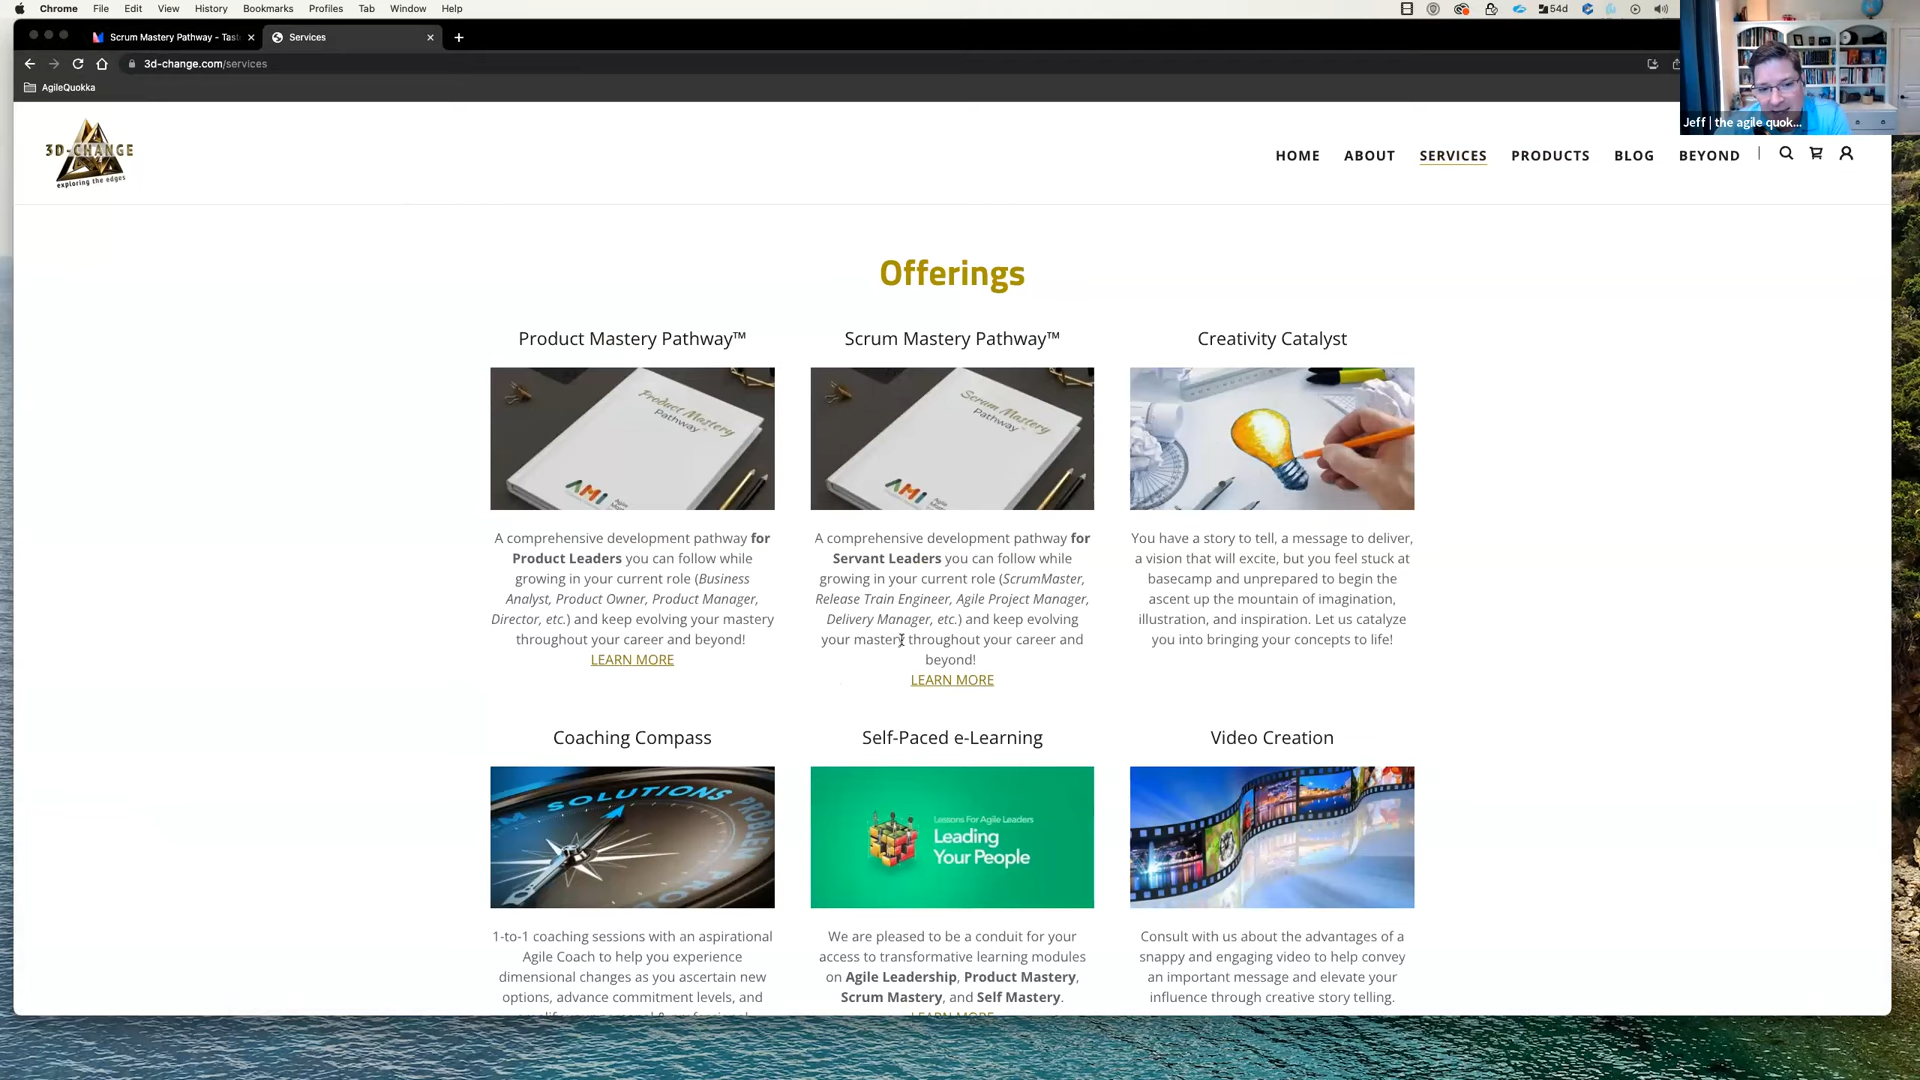 Chrome File Edit View History Bookmarks Profiles Tab Window Help
54d
Scrum Mastery Pathway - Tast
Services
3d-change.com/services
AgileQuokka
Jeff | the agile quok...
3D-CHANGE
exploring the edges
HOME ABOUT SERVICES PRODUCTS BLOG BEYOND
Offerings
Product Mastery Pathway™
Product Mastery
Pathway™
AMI Agile
A comprehensive development pathway for
Product Leaders you can follow while
growing in your current role (Business
Analyst, Product Owner, Product Manager,
Director, etc.) and keep evolving your mastery
throughout your career and beyond!
LEARN MORE
Scrum Mastery Pathway™
Scrum Mastery
Pathway™
AMI Agile
A comprehensive development pathway for
Servant Leaders you can follow while
growing in your current role (ScrumMaster,
Release Train Engineer, Agile Project Manager,
Delivery Manager, etc.) and keep evolving
your mastery throughout your career and
beyond!
LEARN MORE
Creativity Catalyst
You have a story to tell, a message to deliver,
a vision that will excite, but you feel stuck at
basecamp and unprepared to begin the
ascent up the mountain of imagination,
illustration, and inspiration. Let us catalyze
you into bringing your concepts to life!
Coaching Compass
SOLUTIONS
1-to-1 coaching sessions with an aspirational
Agile Coach to help you experience
dimensional changes as you ascertain new
options, advance commitment levels, and
Self-Paced e-Learning
Lessons For Agile Leaders
Leading
Your People
We are pleased to be a conduit for your
access to transformative learning modules
on Agile Leadership, Product Mastery,
Scrum Mastery, and Self Mastery.
LEARN MORE
Video Creation
Consult with us about the advantages of a
snappy and engaging video to help convey
an important message and elevate your
influence through creative story telling.